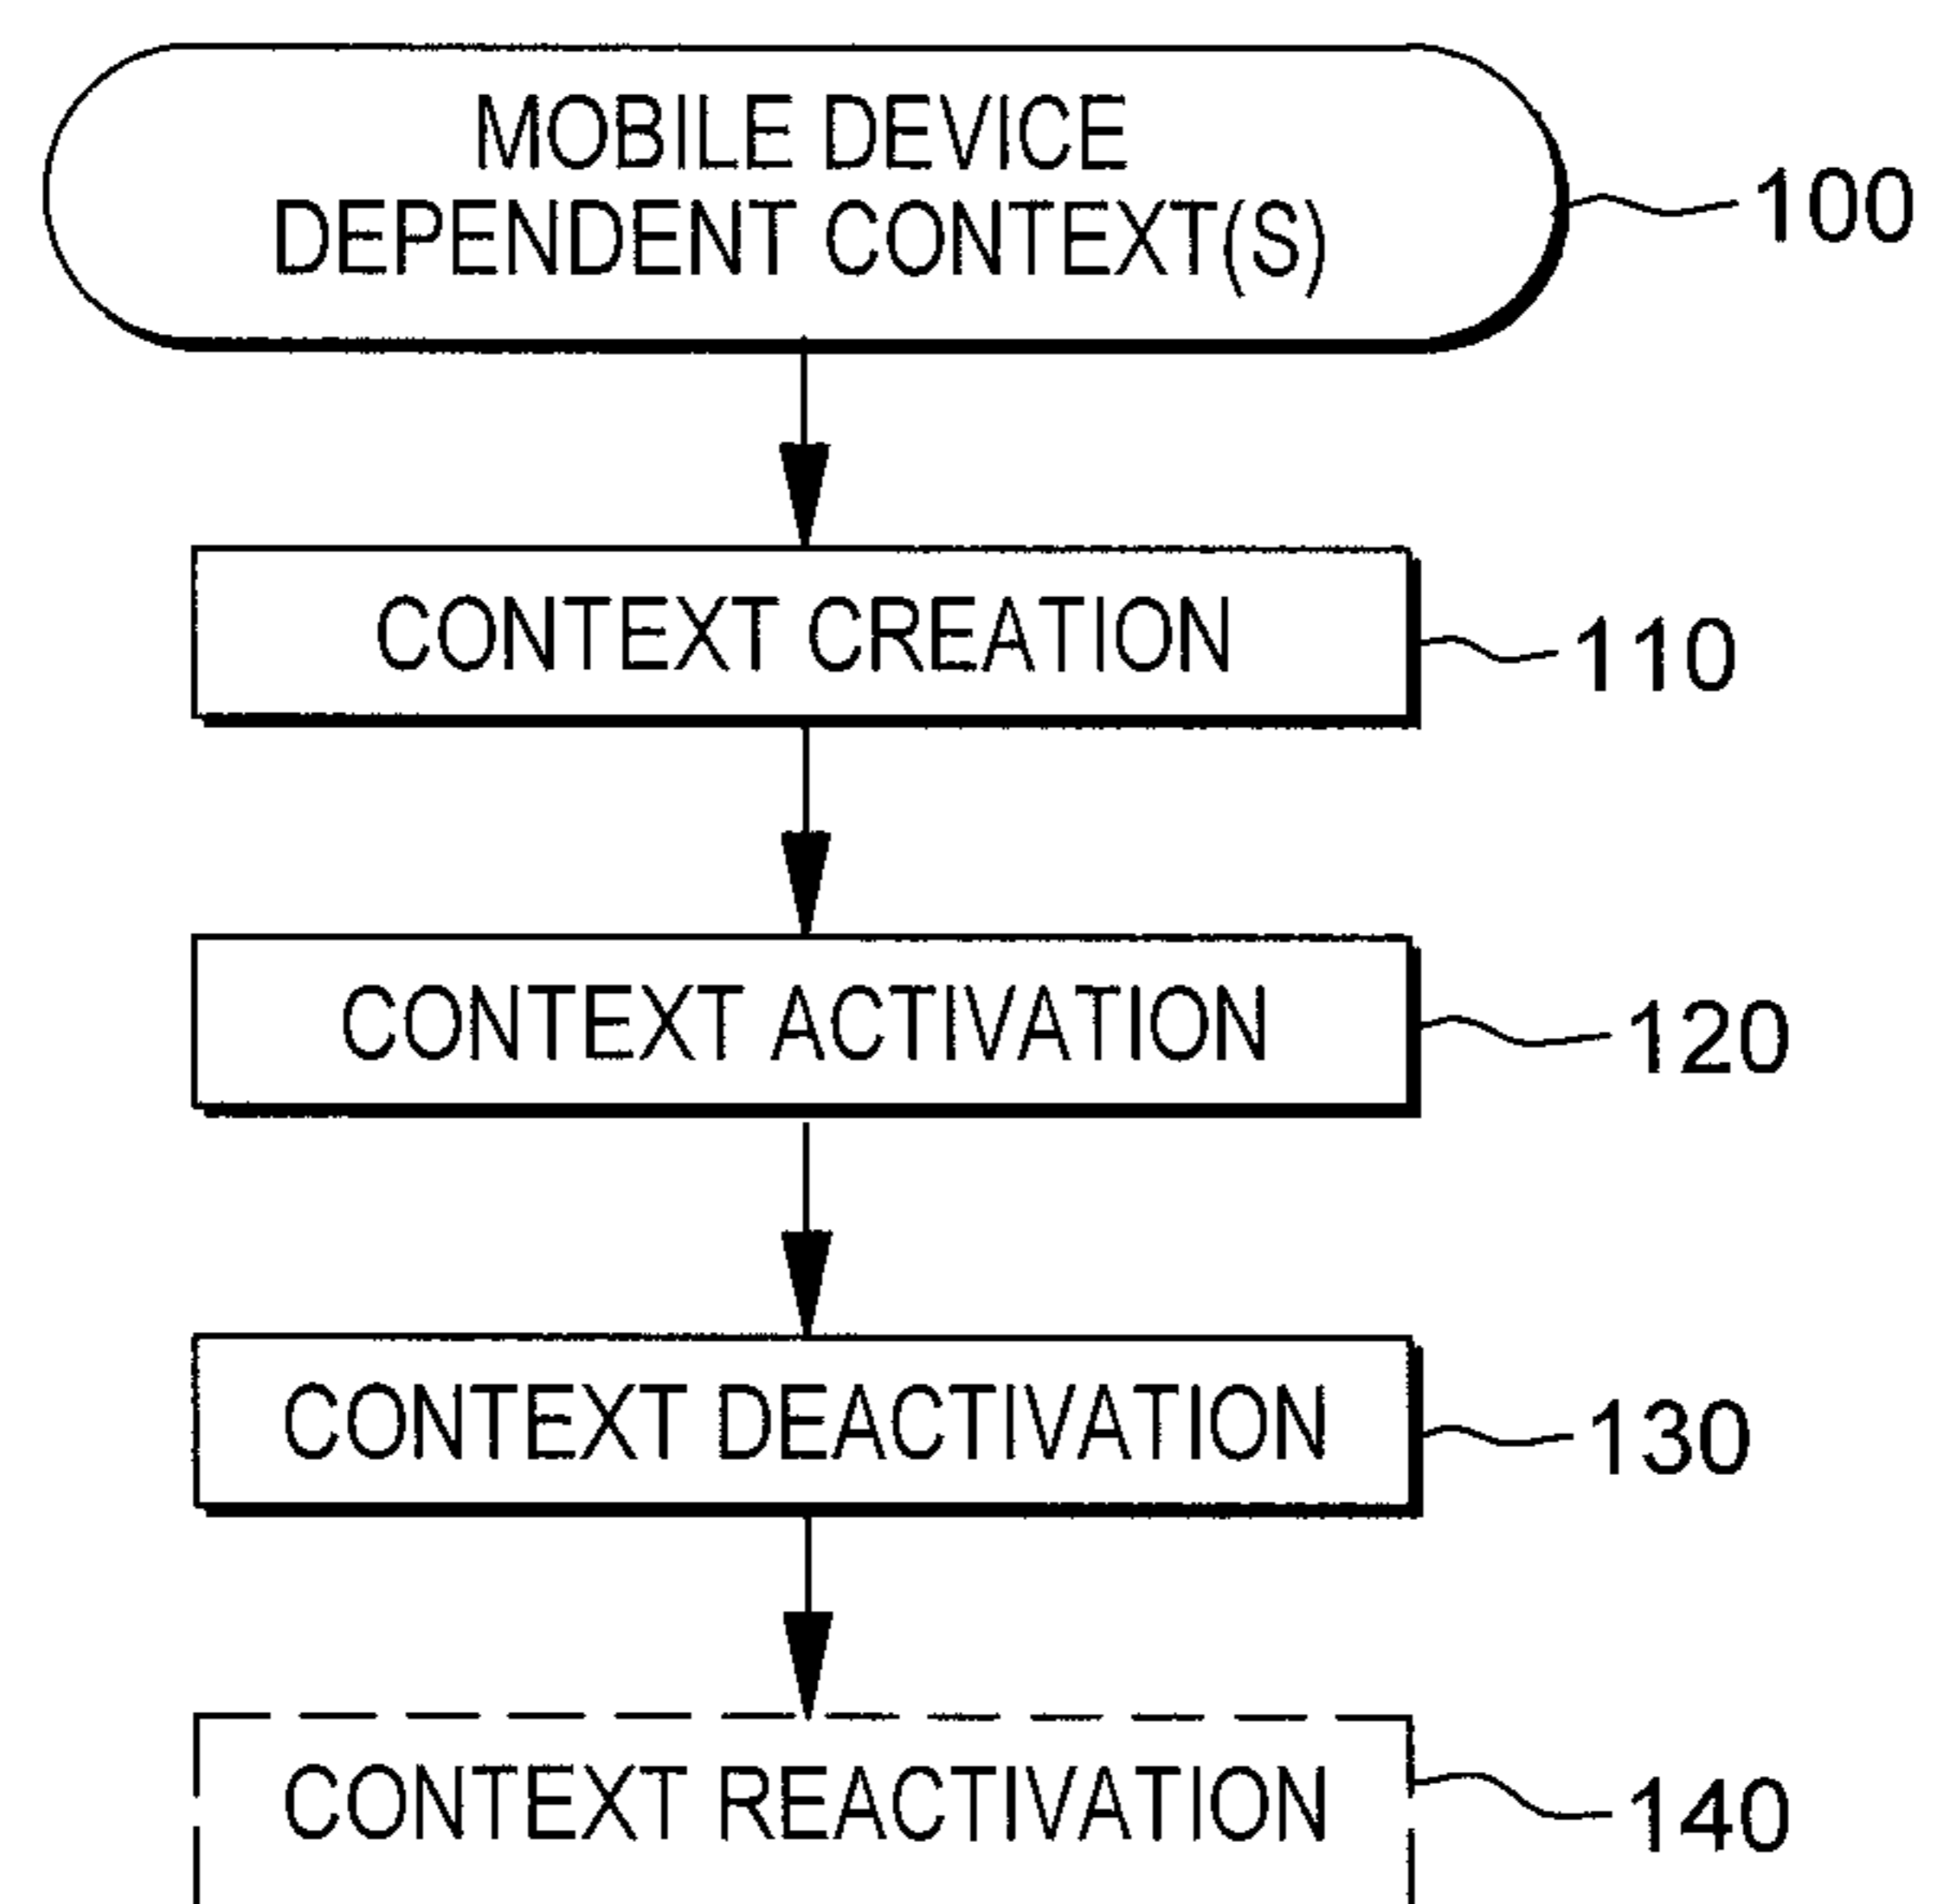 MOBILE DEVICE
DEPENDENT CONTEXT(S)
100
CONTEXT CREATION
110
CONTEXT ACTIVATION
120
CONTEXT DEACTIVATION
130
CONTEXT REACTIVATION
140